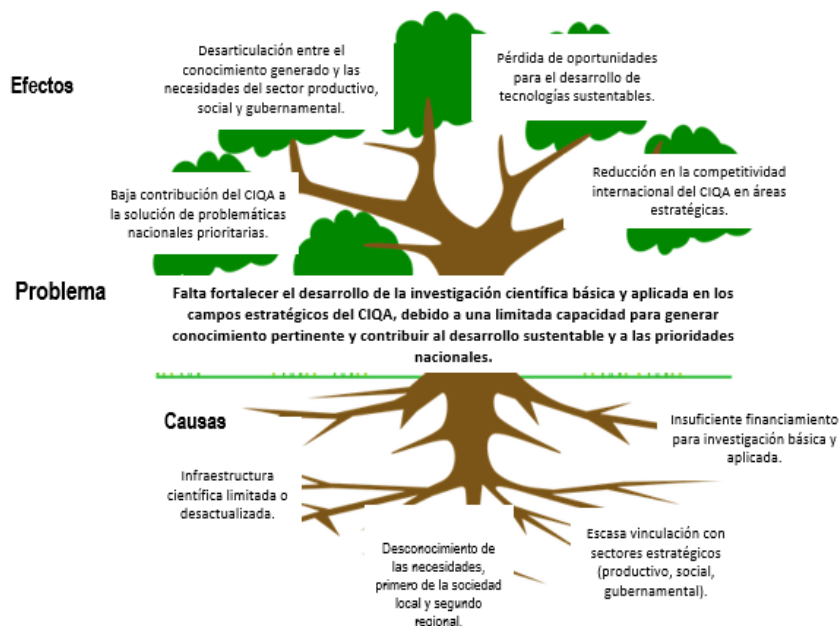 Efectos
Desarticulación entre el
conocimiento generado y las
necesidades del sector productivo,
social y gubernamental.
Pérdida de oportunidades
para el desarrollo de
tecnologías sustentables.
Baja contribución del CIQA a
la solución de problemáticas
nacionales prioritarias.
Reducción en la competitividad
internacional del CIQA en áreas
estratégicas.
Problema
Falta fortalecer el desarrollo de la investigación científica básica y aplicada en los
campos estratégicos del CIQA, debido a una limitada capacidad para generar
conocimiento pertinente y contribuir al desarrollo sustentable y a las prioridades
nacionales.
Causas
Insuficiente financiamiento
para investigación básica y
aplicada.
Infraestructura
científica limitada o
desactualizada.
Desconocimiento de
las necesidades,
primero de la sociedad
local y segundo
regional.
Escasa vinculación con
sectores estratégicos
(productivo, social,
gubernamental).